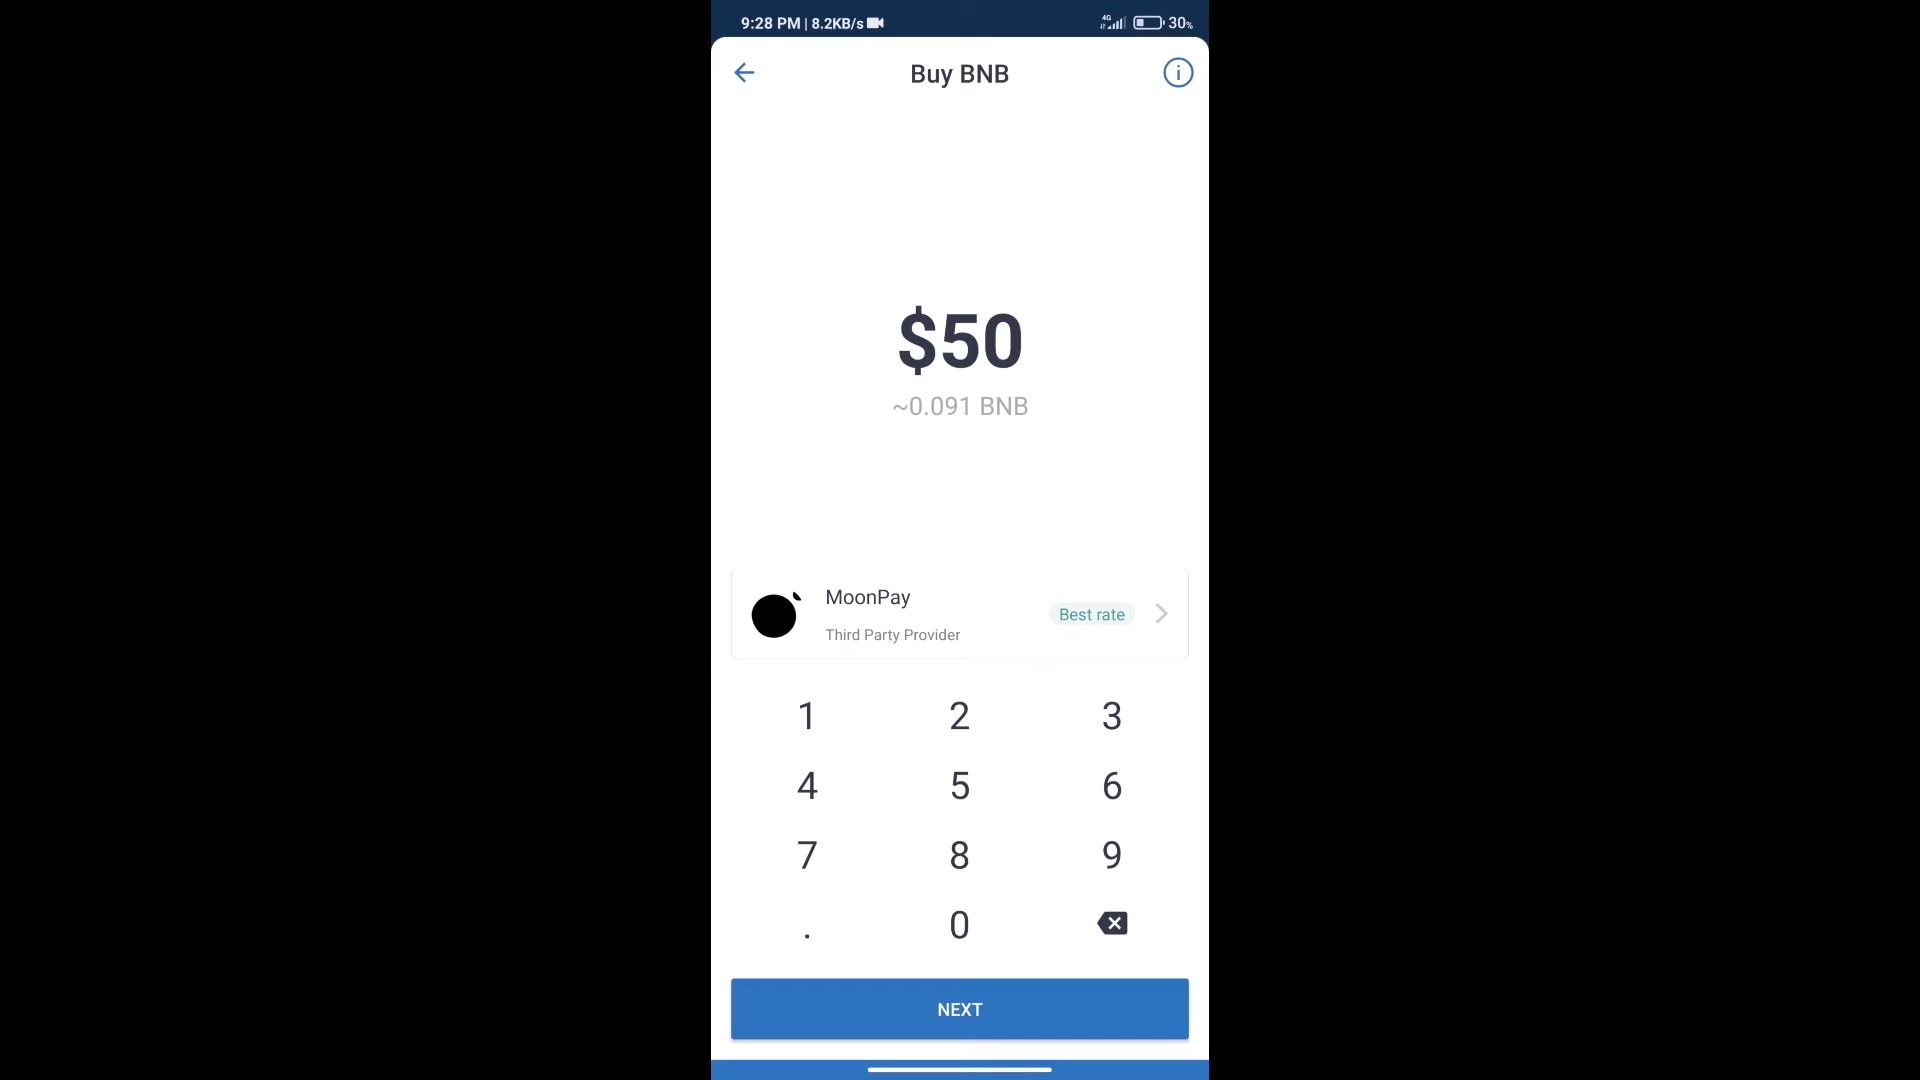 9:28 PM | 8.2KB/s 4G 30%
Buy BNB
$50
~0.091 BNB
MoonPay
Best rate
Third Party Provider
1 2 3
4 5 6
7 8 9
. 0
NEXT